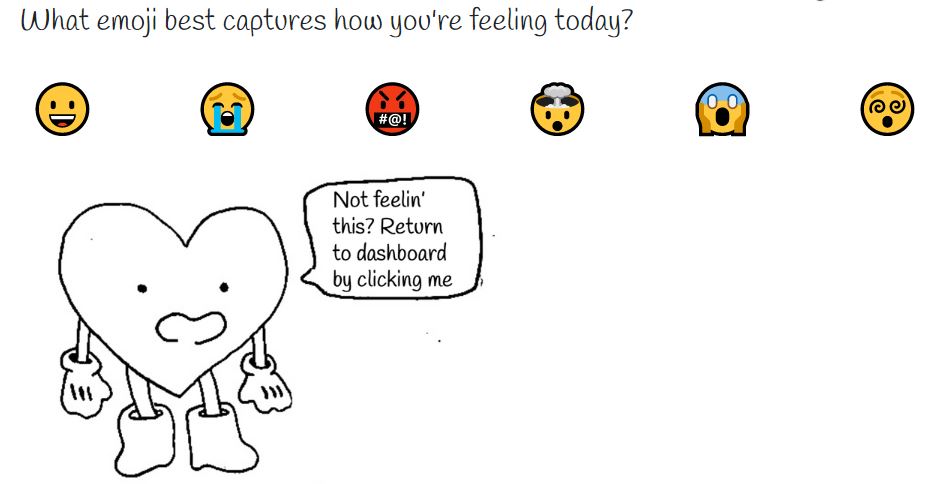 What emoji best captures how you're feeling today?
#@!
Not feelin'
this? Return
to dashboard
by clicking me